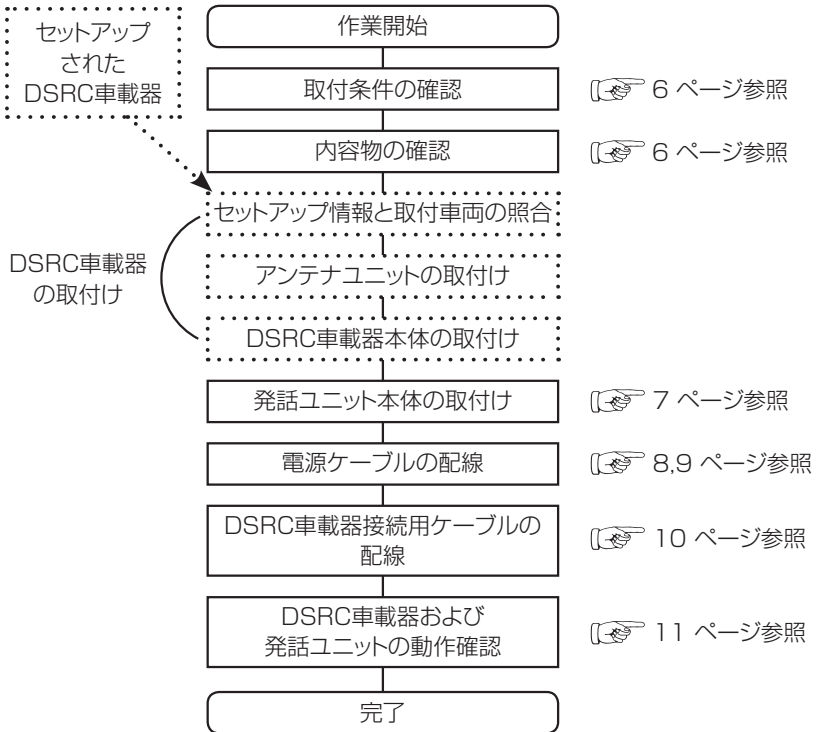 セットアップ
された
DSRC車載器
作業開始
取付条件の確認
6 ページ参照
内容物の確認
6 ページ参照
セットアップ情報と取付車両の照合
DSRC車載器
の取付け
アンテナユニットの取付け
DSRC車載器本体の取付け
発話ユニット本体の取付け
7 ページ参照
電源ケーブルの配線
8,9 ページ参照
DSRC車載器接続用ケーブルの
配線
10 ページ参照
DSRC車載器および
発話ユニットの動作確認
11 ページ参照
完了